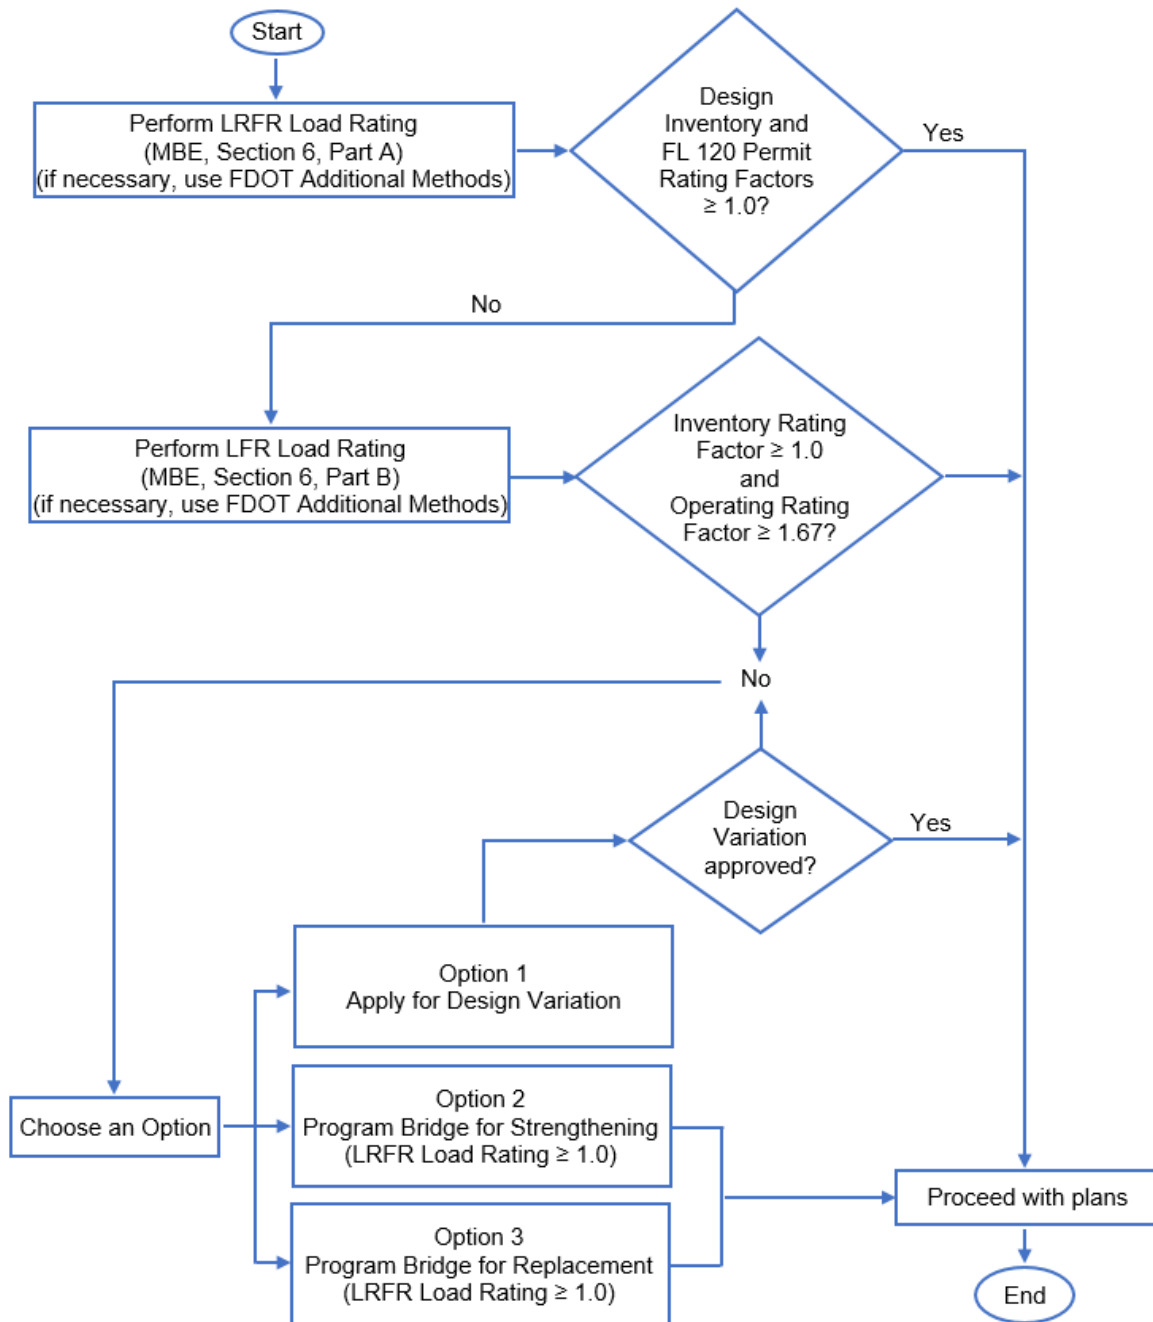 Start
Perform LRFR Load Rating
(MBE, Section 6, Part A)
(if necessary, use FDOT Additional Methods)
Design
Inventory and
FL 120 Permit
Rating Factors
≥ 1.0?
Yes
No
Perform LFR Load Rating
(MBE, Section 6, Part B)
(if necessary, use FDOT Additional Methods)
Inventory Rating
Factor ≥ 1.0
and
Operating Rating
Factor ≥ 1.67?
No
Design
Variation
approved?
Yes
Option 1
Apply for Design Variation
Choose an Option
Option 2
Program Bridge for Strengthening
(LRFR Load Rating ≥ 1.0)
Option 3
Program Bridge for Replacement
(LRFR Load Rating ≥ 1.0)
Proceed with plans
End